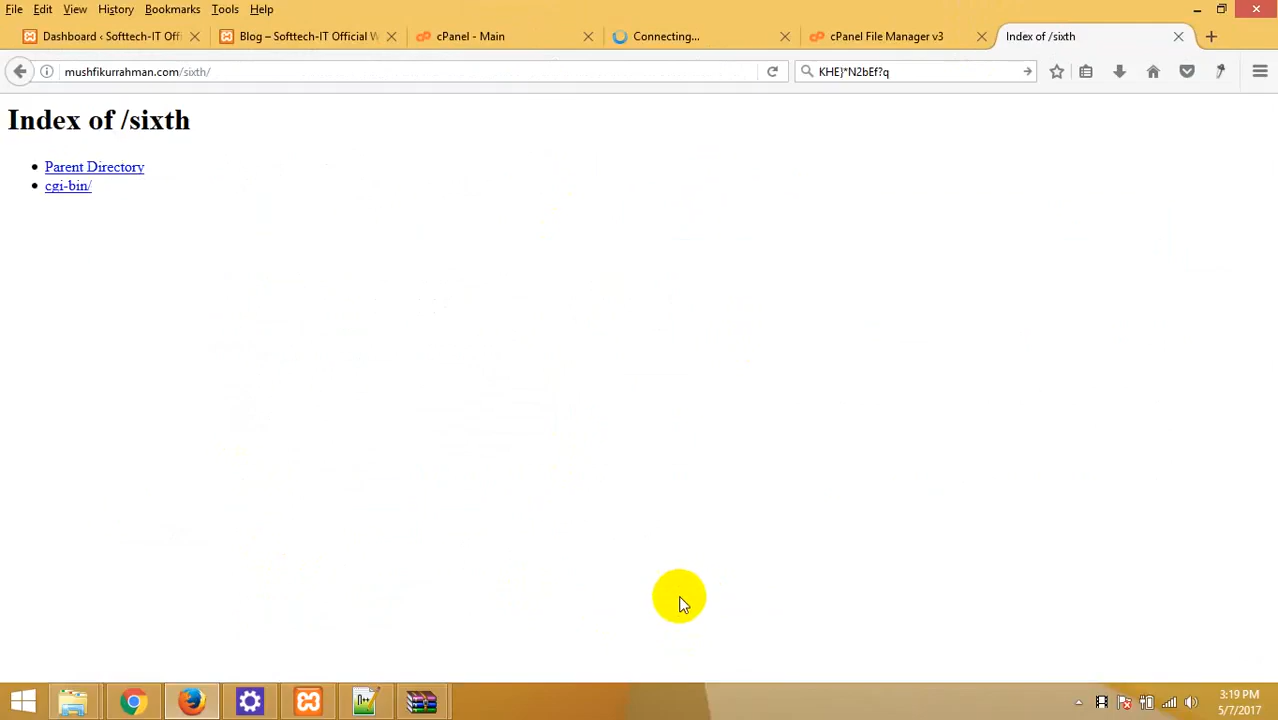 File Edit View History Bookmarks Tools Help
Dashboard ‹ Softtech-IT Offi Blog – Softtech-IT Official W cPanel - Main Connecting... cPanel File Manager v3 Index of /sixth
mushfikurrahman.com/sixth/ KHE}*N2bEf?q
Index of /sixth
Parent Directory
cgi-bin/
3:19 PM
5/7/2017